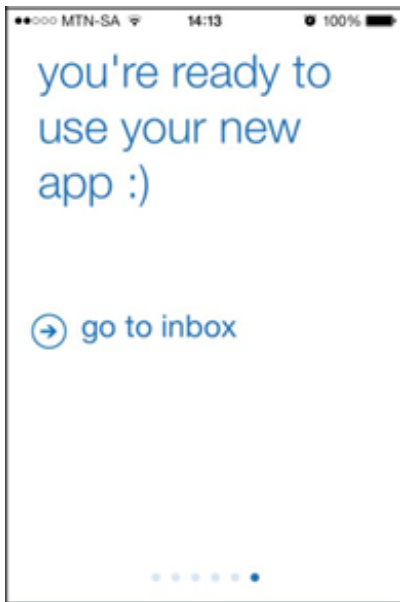 MTN-SA 14:13 100%
you're ready to
use your new
app :)
go to inbox